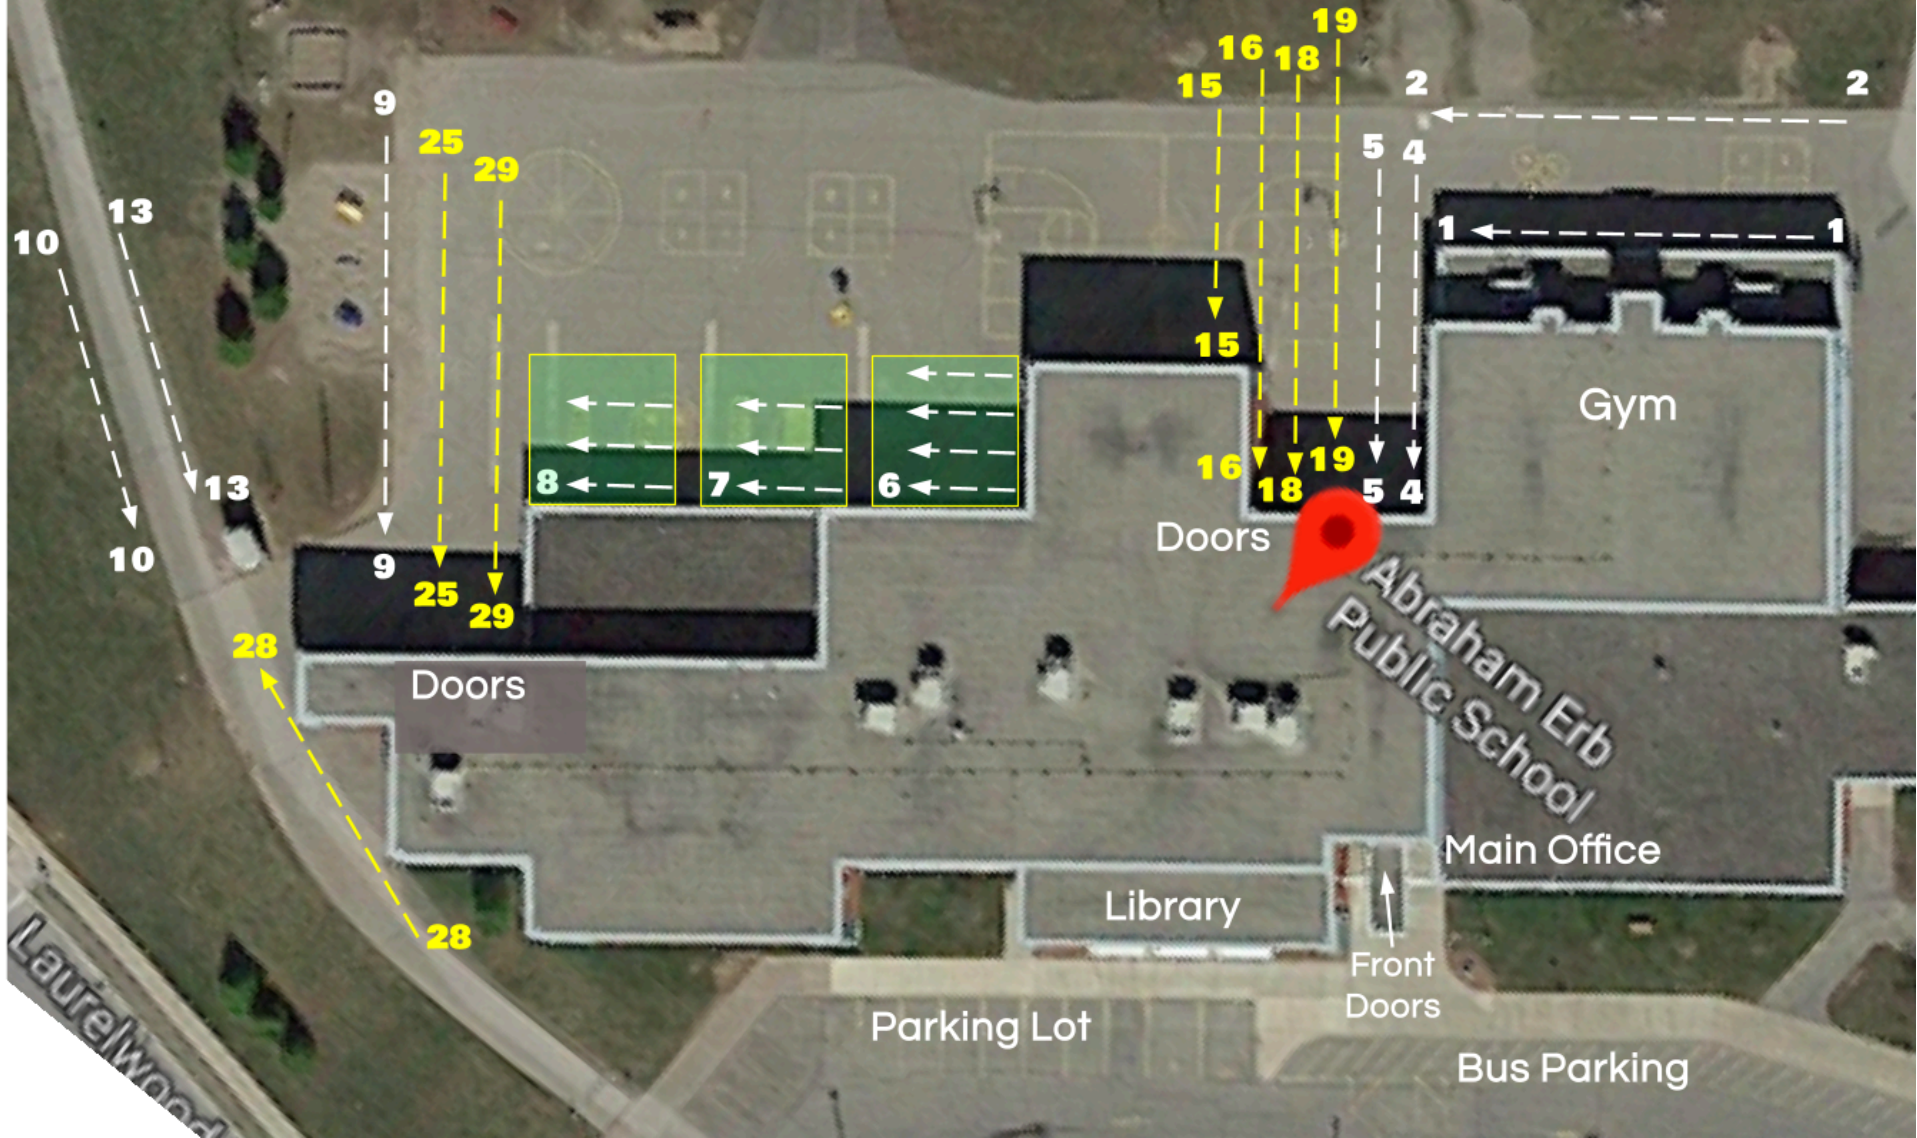 19
16
18
15
2
2
9
25
5
4
29
13
10
1
1
15
Gym
16
19
18
5
4
8
7
6
13
Doors
10
9
25
29
28
Doors
Abraham Erb
Public School
Main Office
Library
28
Front
Doors
Laurelwood
Parking Lot
Bus Parking